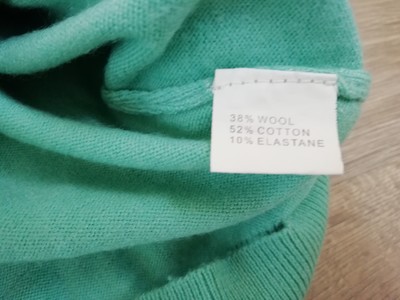 38% WOOL
52% COTTON
10% ELASTANE